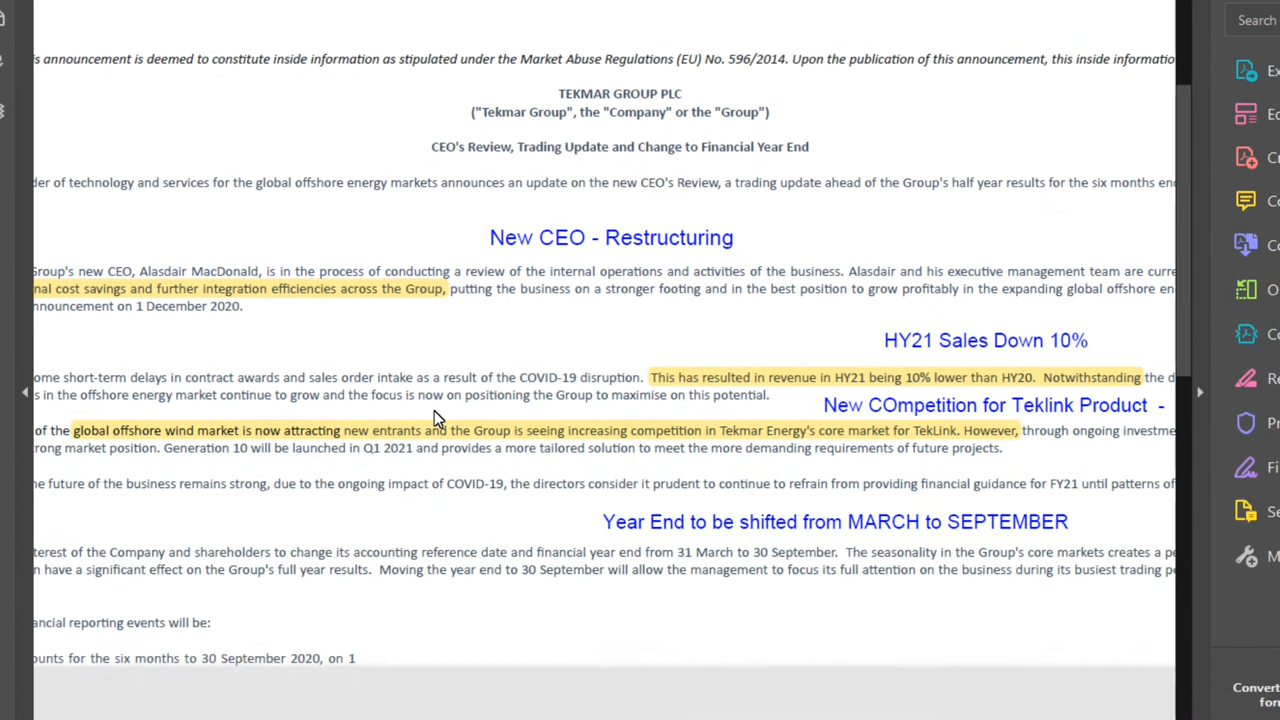 is announcement is deemed to constitute inside information as stipulated under the Market Abuse Regulations (EU) No. 596/2014. Upon the publication of this announcement, this inside informatio
Search
TEKMAR GROUP PLC
("Tekmar Group", the "Company" or the "Group")
CEO's Review, Trading Update and Change to Financial Year End
der of technology and services for the global offshore energy markets announces an update on the new CEO's Review, a trading update ahead of the Group's half year results for the six months en
New CEO - Restructuring
Group's new CEO, Alasdair MacDonald, is in the process of conducting a review of the internal operations and activities of the business. Alasdair and his executive management team are curre
nal cost savings and further integration efficiencies across the Group, putting the business on a stronger footing and in the best position to grow profitably in the expanding global offshore en
nnouncement on 1 December 2020.
HY21 Sales Down 10%
ome short-term delays in contract awards and sales order intake as a result of the COVID-19 disruption. This has resulted in revenue in HY21 being 10% lower than HY20. Notwithstanding the d
s in the offshore energy market continue to grow and the focus is now on positioning the Group to maximise on this potential.
New COmpetition for Teklink Product -
of the global offshore wind market is now attracting new entrants and the Group is seeing increasing competition in Tekmar Energy's core market for TekLink. However, through ongoing investme
rong market position. Generation 10 will be launched in Q1 2021 and provides a more tailored solution to meet the more demanding requirements of future projects.
he future of the business remains strong, due to the ongoing impact of COVID-19, the directors consider it prudent to continue to refrain from providing financial guidance for FY21 until patterns of
Year End to be shifted from MARCH to SEPTEMBER
terest of the Company and shareholders to change its accounting reference date and financial year end from 31 March to 30 September. The seasonality in the Group's core markets creates a pe
n have a significant effect on the Group's full year results. Moving the year end to 30 September will allow the management to focus its full attention on the business during its busiest trading pe
ancial reporting events will be:
ounts for the six months to 30 September 2020, on 1
Ex
Ec
Cr
Co
Co
O
Co
Re
Pr
Fi
Se
M
Convert
for